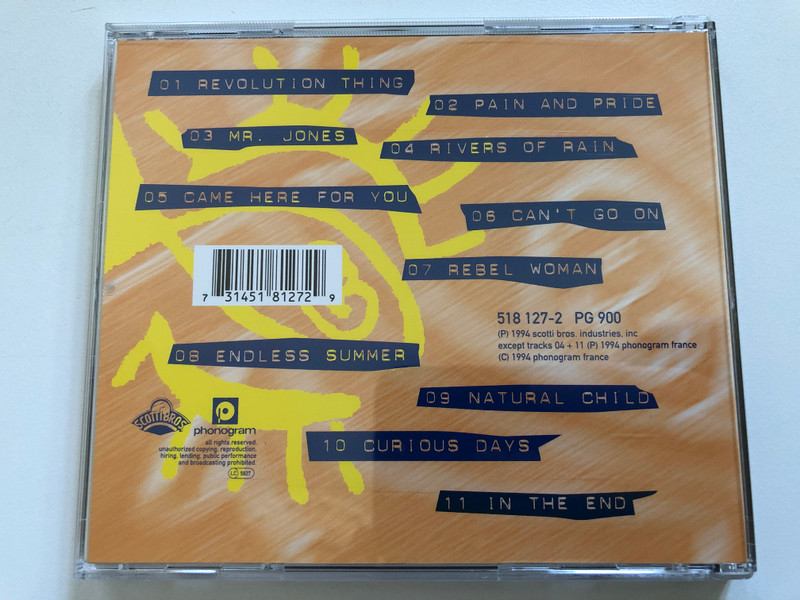 01 REVOLUTION THING
02 PAIN AND PRIDE
03 MR. JONES
04 RIVERS OF RAIN
05 CAME HERE FOR YOU
06 CAN'T GO ON
07 REBEL WOMAN
7 31451 81272 9
518 127-2 PG 900
(P) 1994 scotti bros. industries, inc
except tracks 04 + 11 (P) 1994 phonogram france
(C) 1994 phonogram france
08 ENDLESS SUMMER
09 NATURAL CHILD
SCOTTI BROS.
phonogram
all rights reserved.
unauthorized copying, reproduction,
hiring, lending, public performance
and broadcasting prohibited.
LC 5827
10 CURIOUS DAYS
11 IN THE END